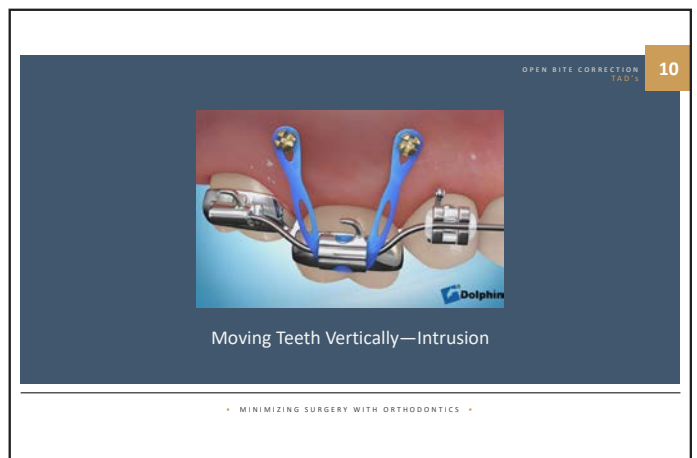 OPEN BITE CORRECTION
TAD's
10
Dolphin
Moving Teeth Vertically—Intrusion
• MINIMIZING SURGERY WITH ORTHODONTICS •